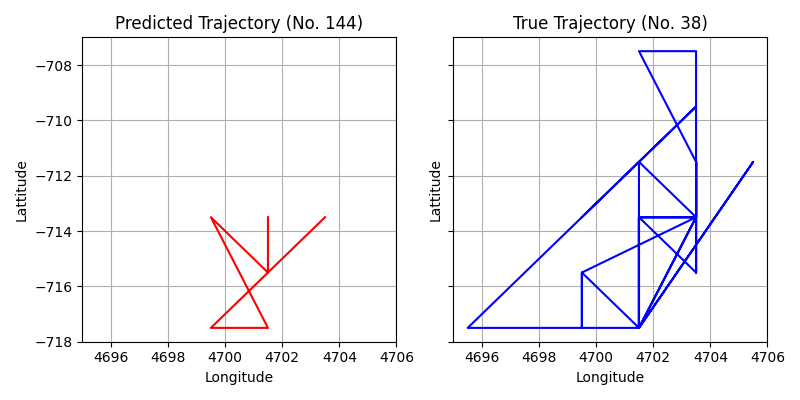 Predicted Trajectory (No. 144)
True Trajectory (No. 38)
−708
−710
−712
−714
−716
−718
Lattitude
Lattitude
4696 4698 4700 4702 4704 4706
4696 4698 4700 4702 4704 4706
Longitude
Longitude